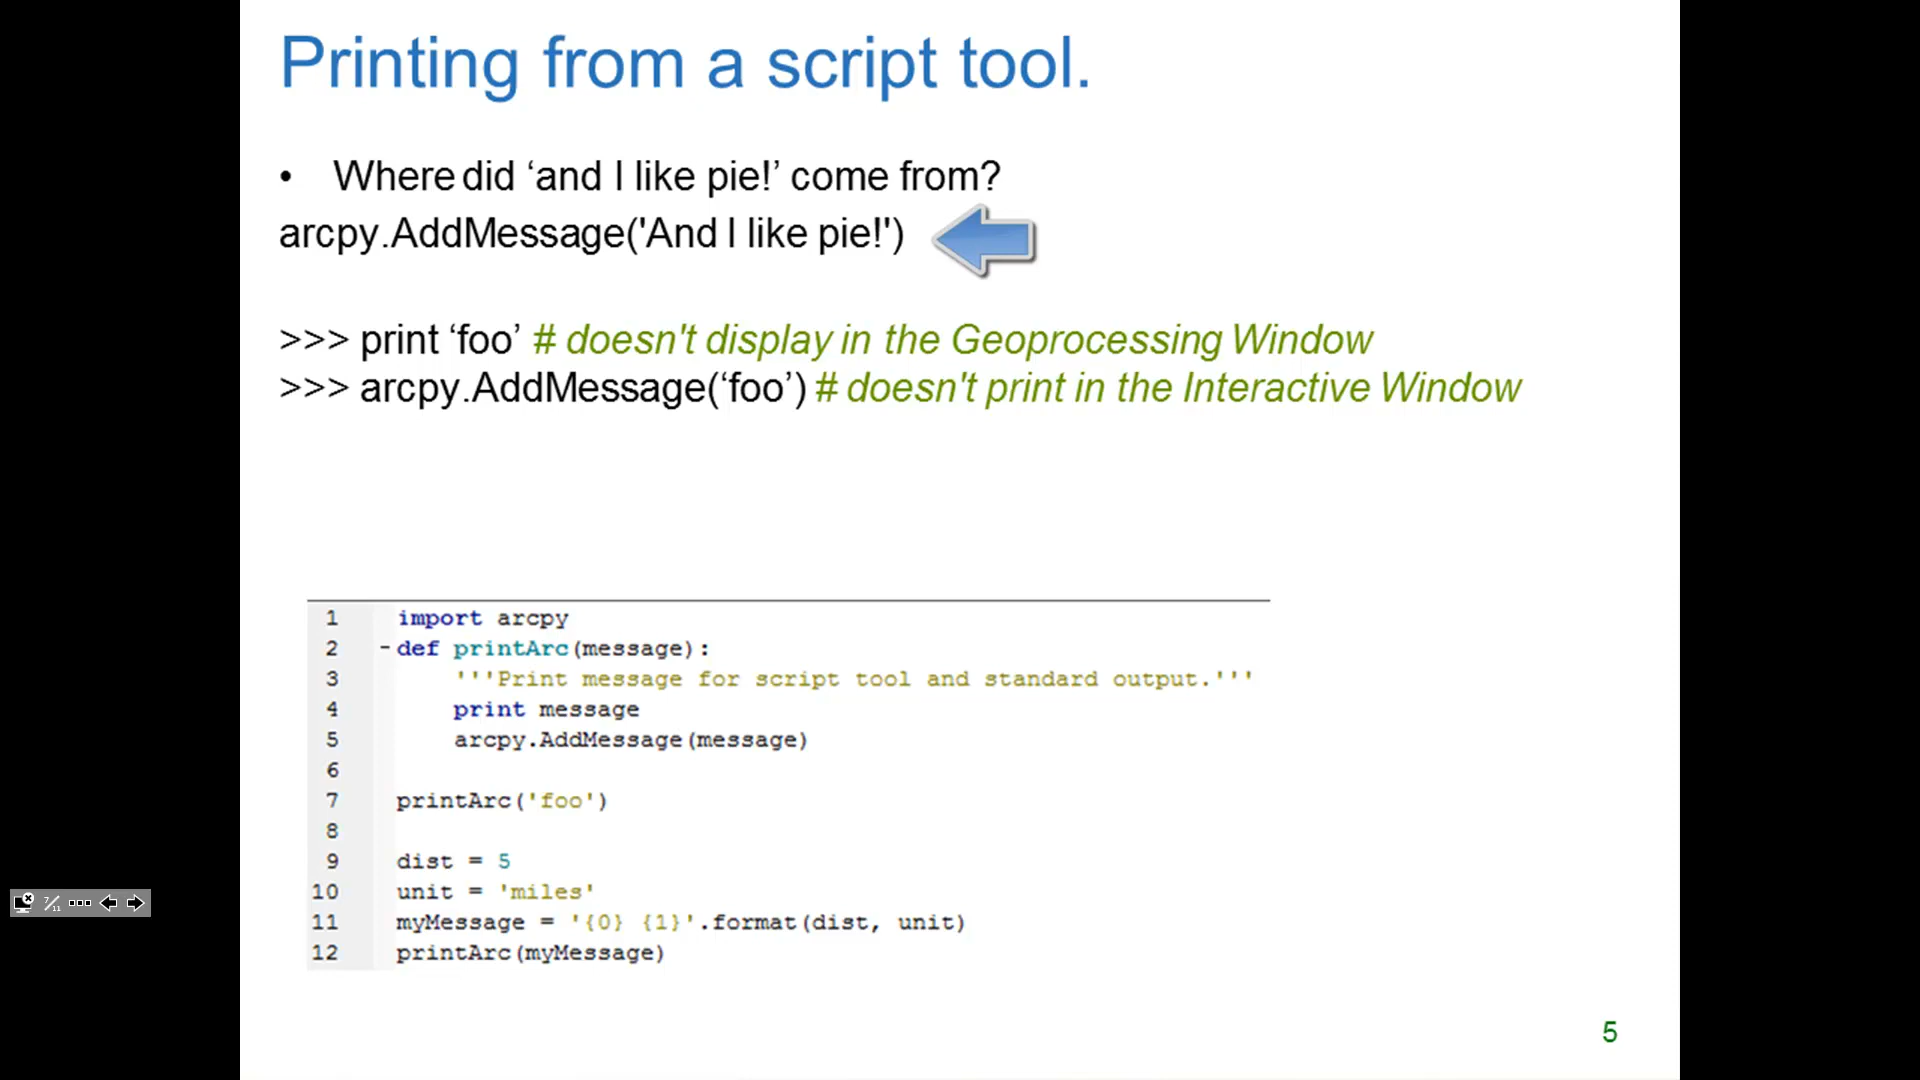 Printing from a script tool.
• Where did ‘and I like pie!’ come from?
arcpy.AddMessage('And I like pie!')
>>> print ‘foo’ # doesn't display in the Geoprocessing Window
>>> arcpy.AddMessage(‘foo’) # doesn't print in the Interactive Window
1 import arcpy
2 -def printArc(message):
3 '''Print message for script tool and standard output.'''
4 print message
5 arcpy.AddMessage(message)
6
7 printArc('foo')
8
9 dist = 5
10 unit = 'miles'
11 myMessage = '{0} {1}'.format(dist, unit)
12 printArc(myMessage)
7/11
5